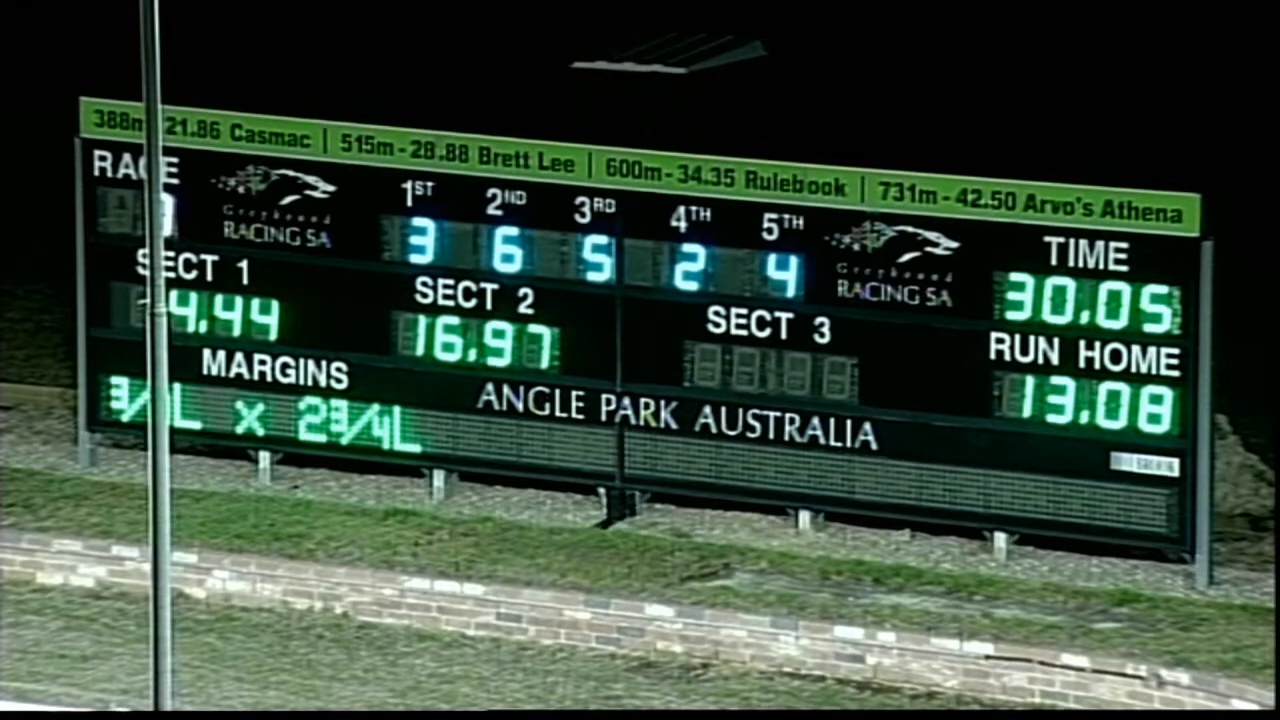 388m 21.86 Casmac | 515m - 28.88 Brett Lee | 600m - 34.35 Rulebook | 731m - 42.50 Arvo's Athena
RACE
Greyhound
RACING SA
1ST 2ND 3RD 4TH 5TH
3 6 5 2 4
Greyhound
RACING SA
TIME
30.05
SECT 1
4.44
SECT 2
16.97
SECT 3
RUN HOME
13.08
MARGINS
3/ L x 2 3/4L
ANGLE PARK AUSTRALIA